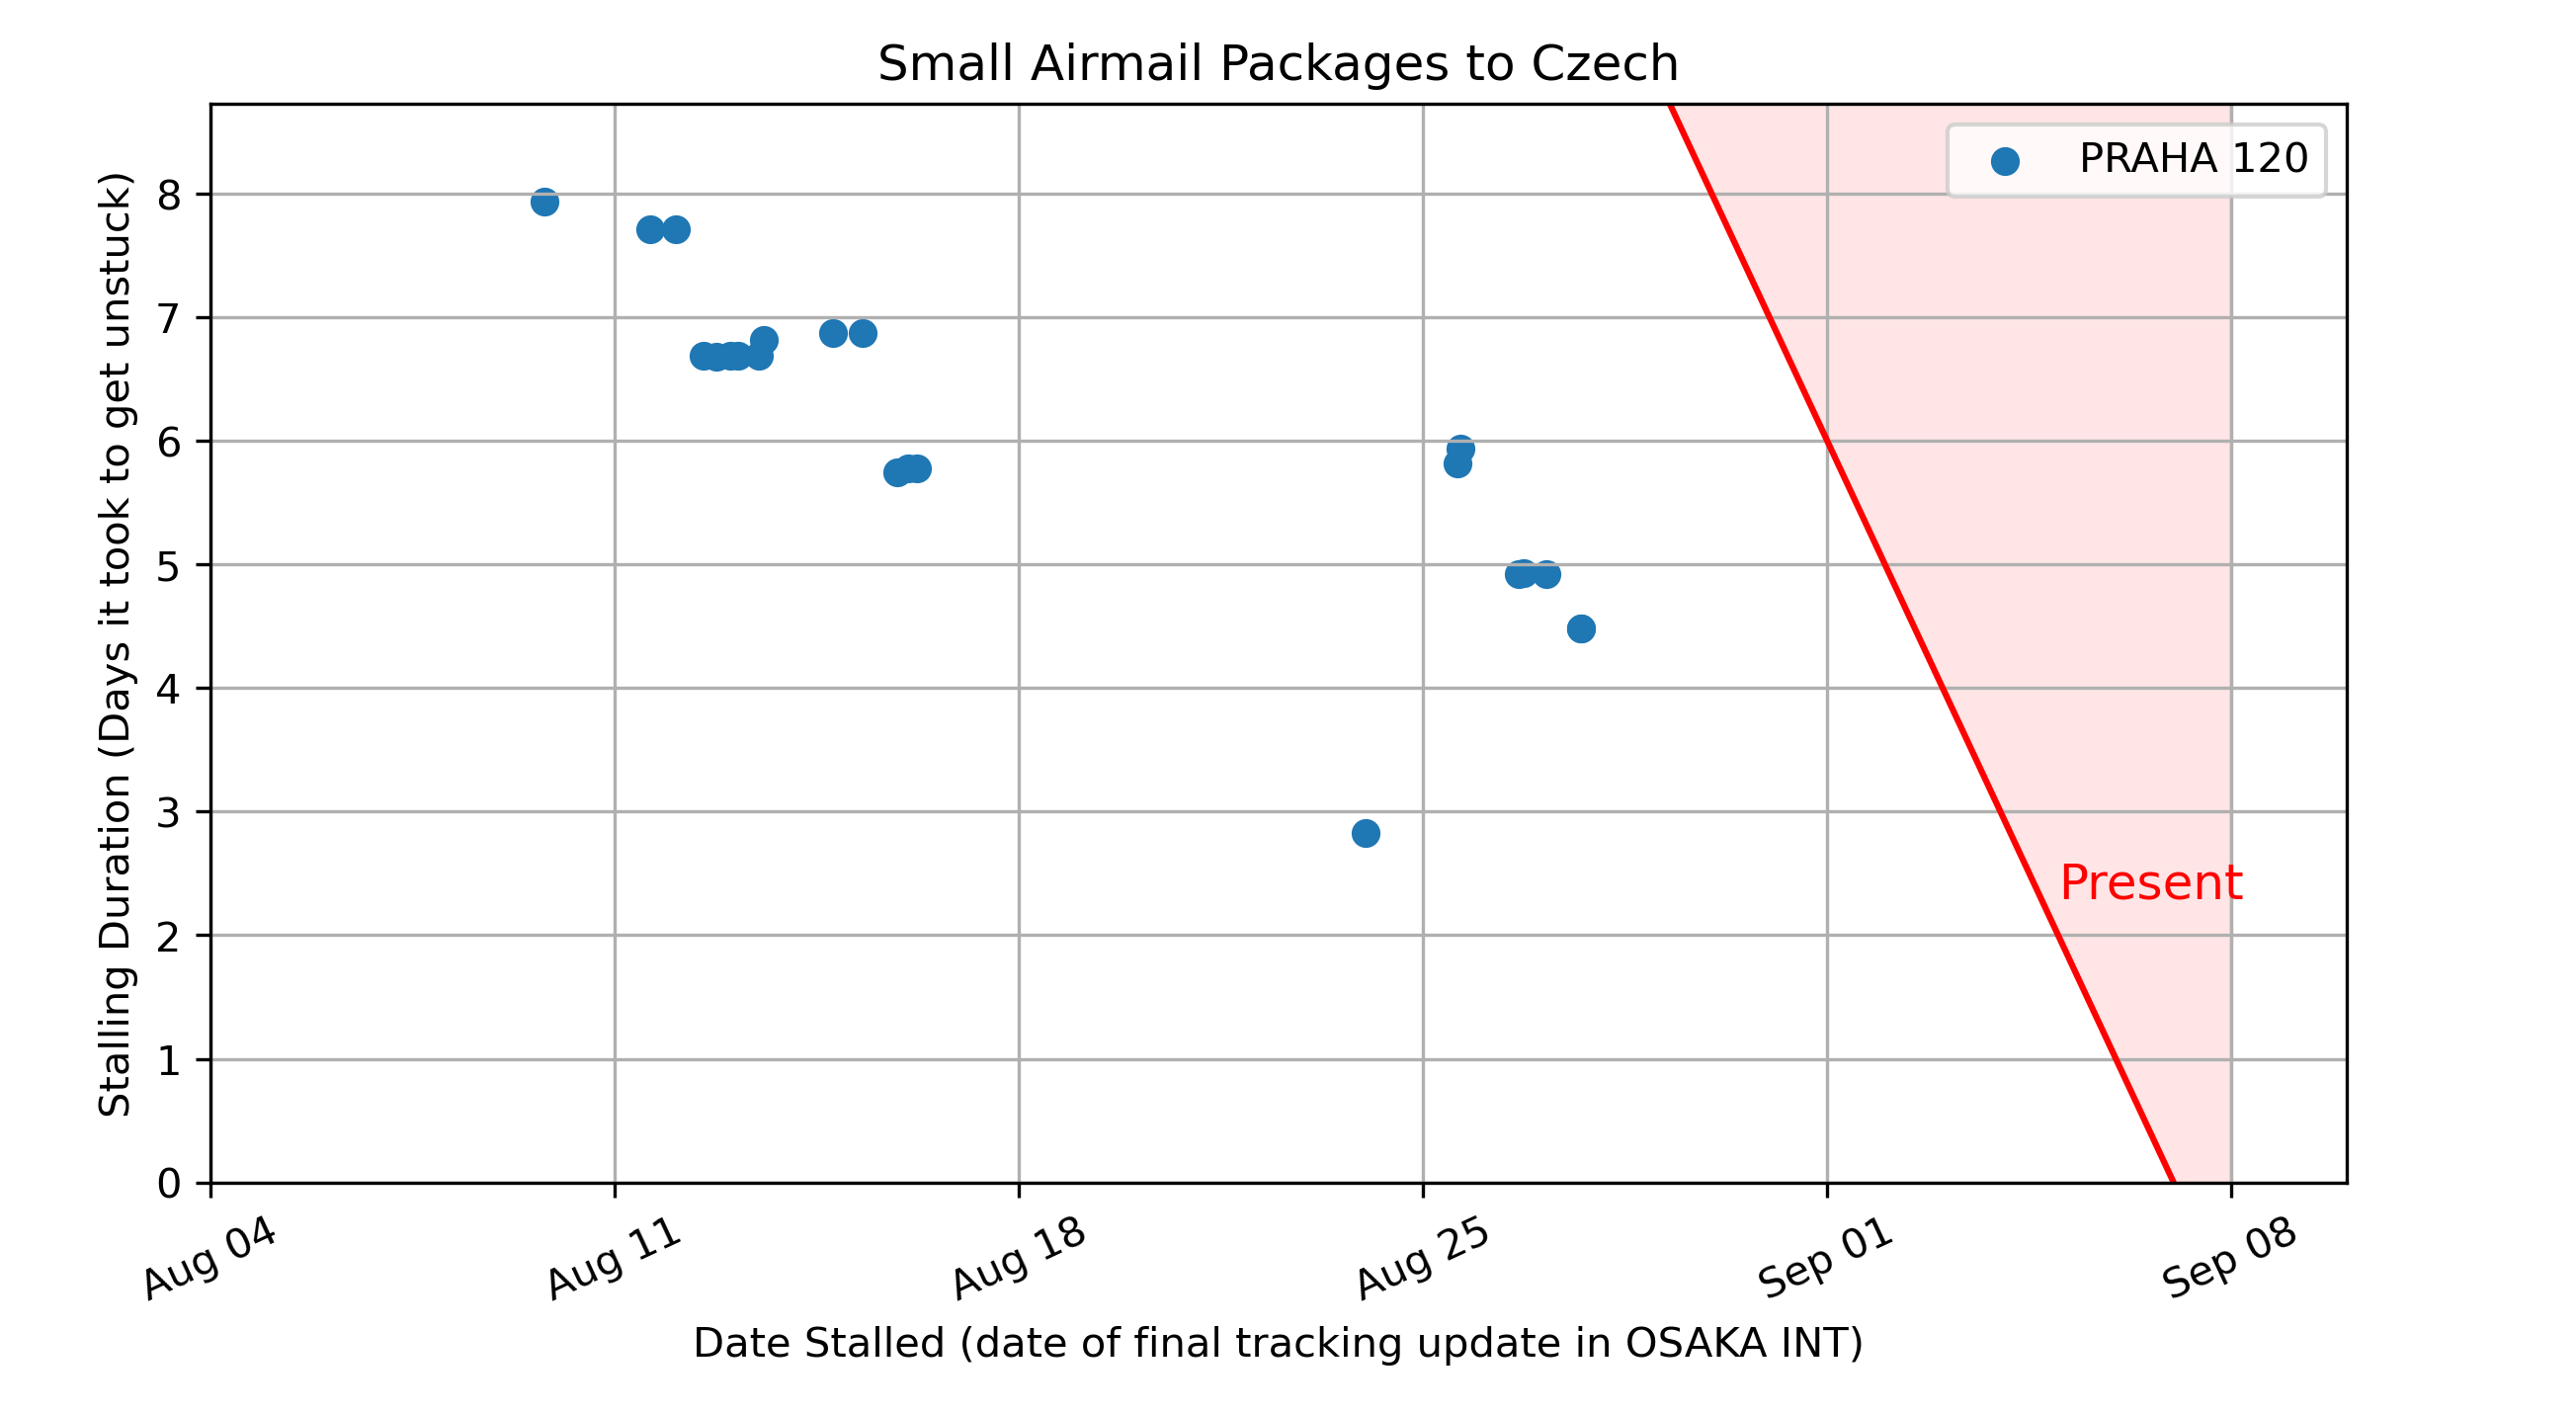 Small Airmail Packages to Czech
PRAHA 120
Stalling Duration (Days it took to get unstuck)
8
7
6
5
4
3
2
1
0
Present
Aug 04
Aug 11
Aug 18
Aug 25
Sep 01
Sep 08
Date Stalled (date of final tracking update in OSAKA INT)